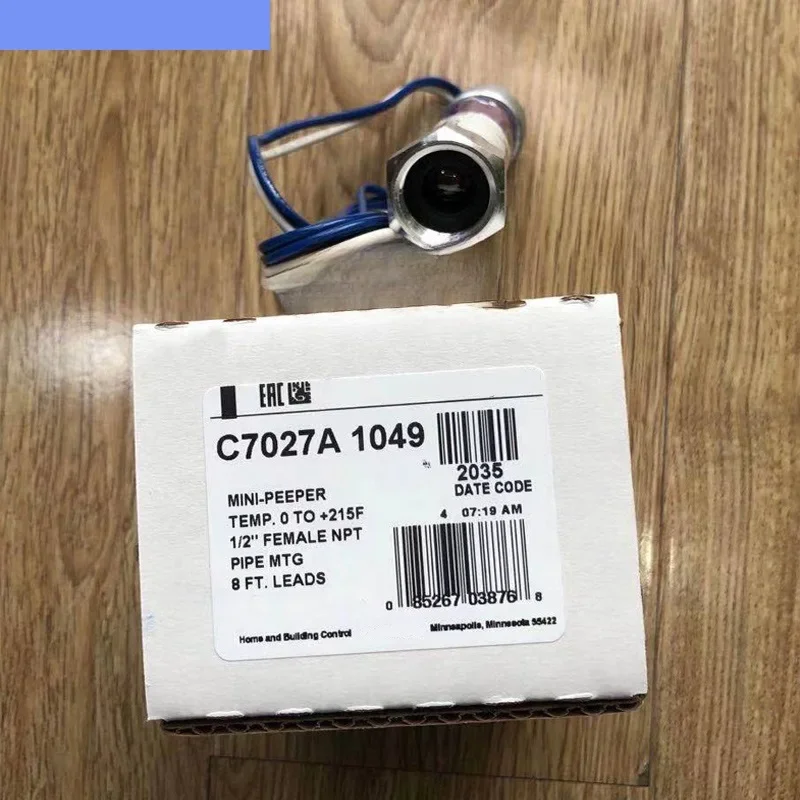 EAC
C7027A 1049
2035
DATE CODE
4 07:19 AM
MINI-PEEPER
TEMP. 0 TO +215F
1/2" FEMALE NPT
PIPE MTG
8 FT. LEADS
0 85267 03876 8
Home and Building Control
Minneapolis, Minnesota 55422